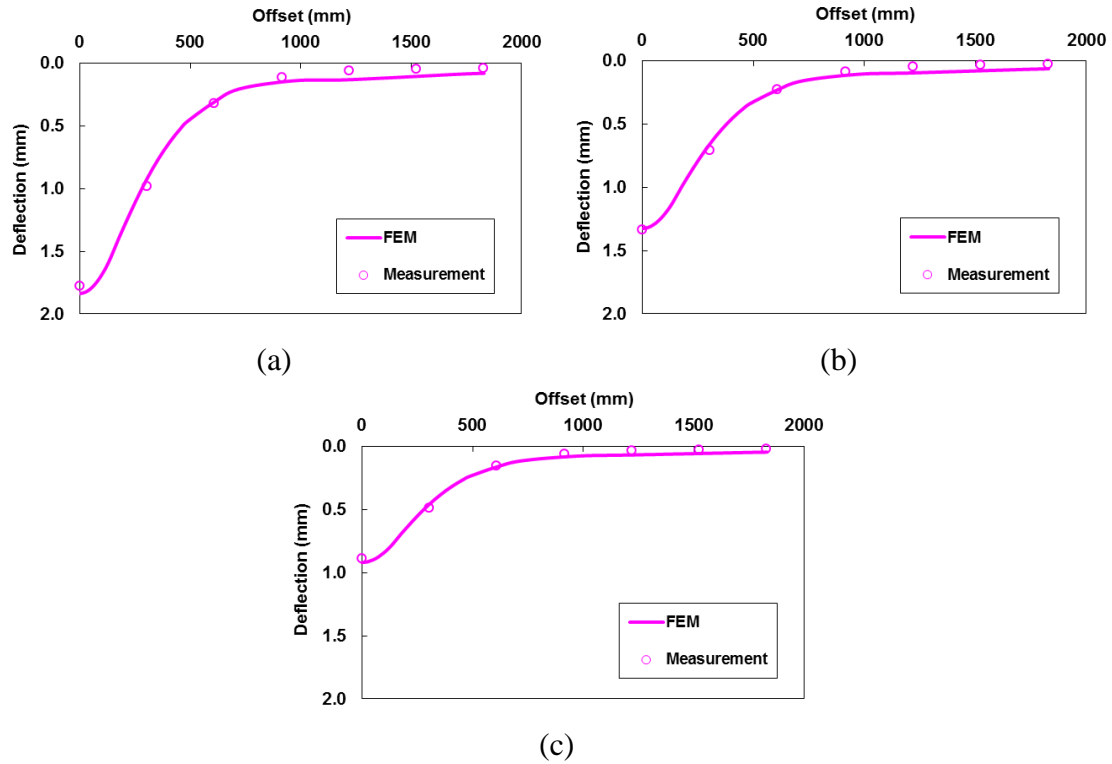 Offset (mm)
0 500 1000 1500 2000
0.0
0.5
1.0
1.5
2.0
Deflection (mm)
FEM
Measurement
(a)
Offset (mm)
0 500 1000 1500 2000
0.0
0.5
1.0
1.5
2.0
Deflection (mm)
FEM
Measurement
(b)
Offset (mm)
0 500 1000 1500 2000
0.0
0.5
1.0
1.5
2.0
Deflection (mm)
FEM
Measurement
(c)